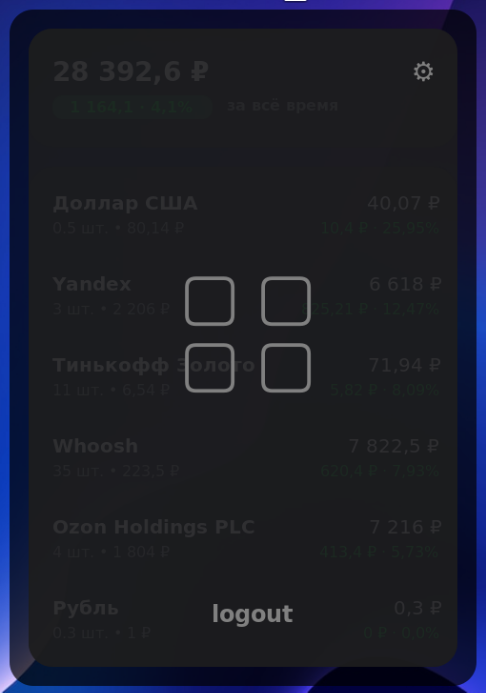 28 392,6 ₽
1 184,1 · 4,1% за всё время
Доллар США 40,07 ₽
0.5 шт. • 80,14 ₽ 10,4 ₽ · 25,95%
Yandex 6 618 ₽
3 шт. • 2 206 ₽ 825,21 ₽ · 12,47%
Тинькофф Золото 71,94 ₽
11 шт. • 6,54 ₽ 5,82 ₽ · 8,09%
Whoosh 7 822,5 ₽
35 шт. • 223,5 ₽ 620,4 ₽ · 7,93%
Ozon Holdings PLC 7 216 ₽
4 шт. • 1 804 ₽ 413,4 ₽ · 5,73%
Рубль 0,3 ₽
0.3 шт. • 1 ₽ 0 ₽ · 0,0%
logout